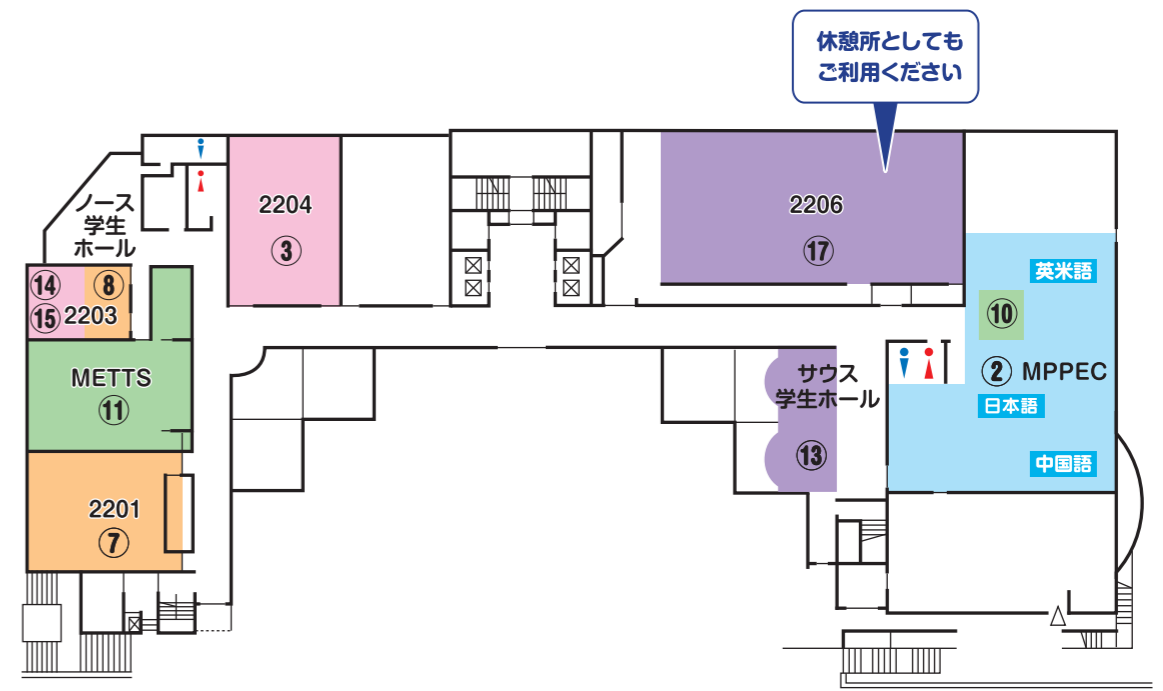 休憩所としても
ご利用ください
ノース
学生
ホール
2204
③
2206
⑰
⑭
⑧
⑮
2203
METTS
⑪
2201
⑦
サウス
学生ホール
⑬
英米語
⑩
② MPPEC
日本語
中国語